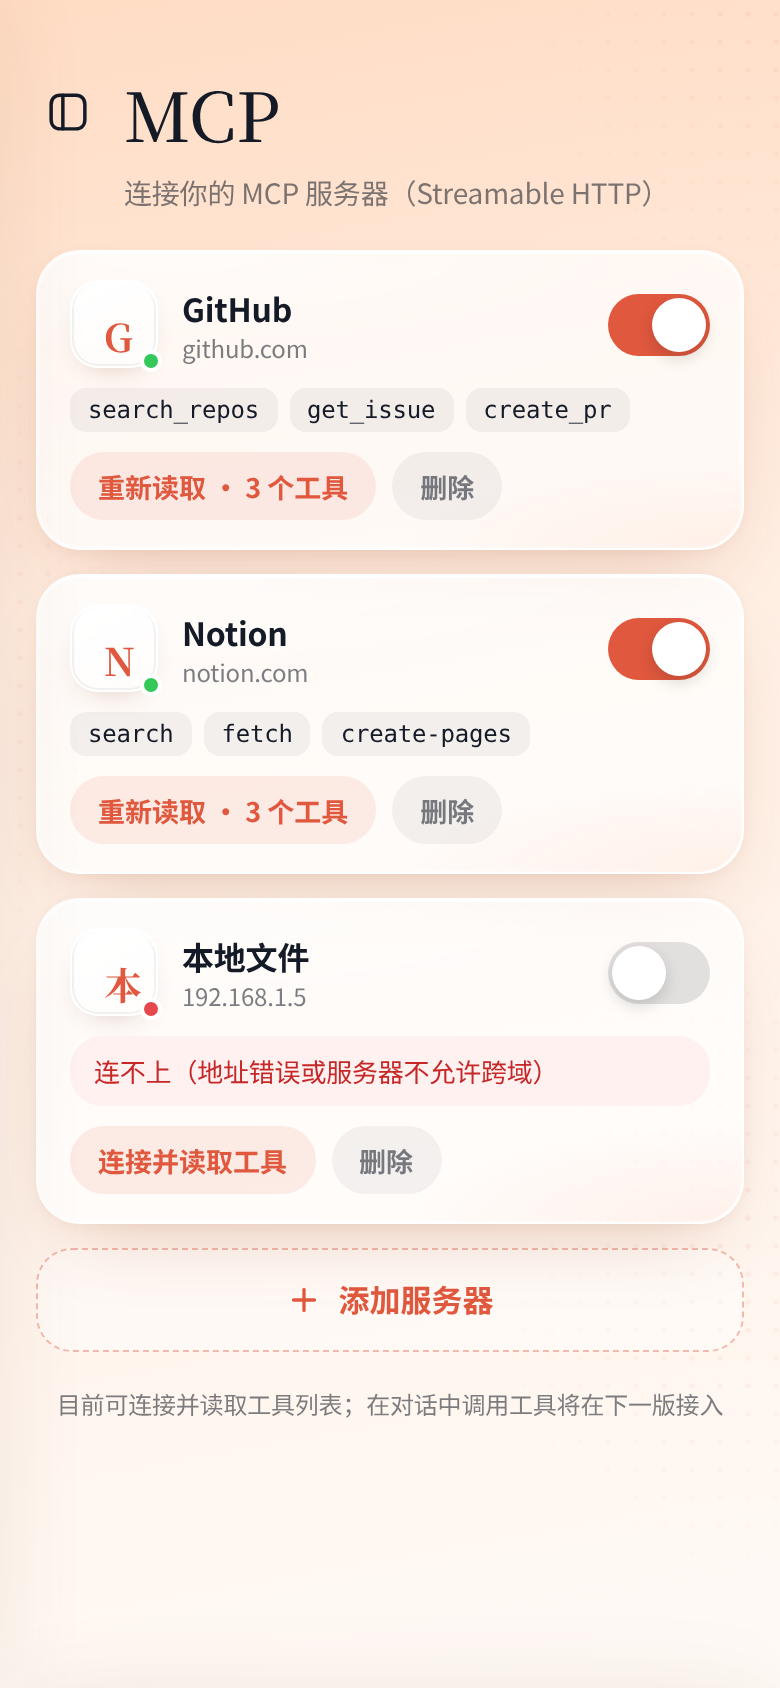 MCP
连接你的 MCP 服务器（Streamable HTTP）
G
GitHub
github.com
search_repos get_issue create_pr
重新读取 · 3 个工具 删除
N
Notion
notion.com
search fetch create-pages
重新读取 · 3 个工具 删除
本
本地文件
192.168.1.5
连不上（地址错误或服务器不允许跨域）
连接并读取工具 删除
+ 添加服务器
目前可连接并读取工具列表；在对话中调用工具将在下一版接入